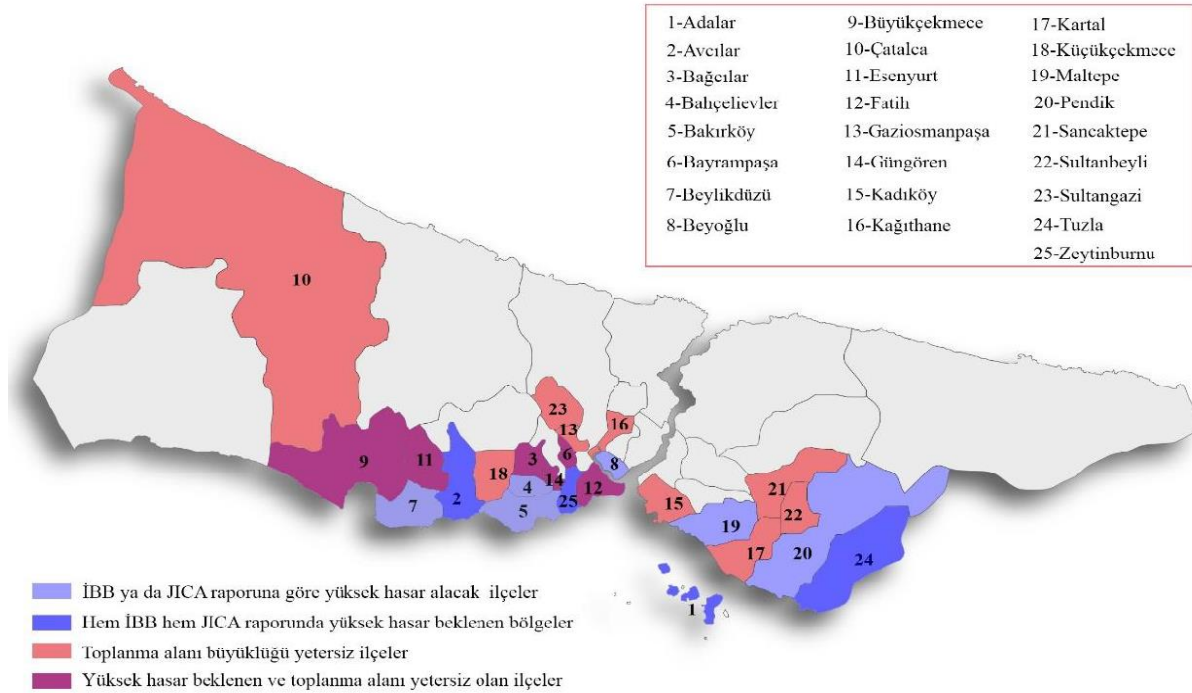 1-Adalar
2-Avcılar
3-Bağcılar
4-Bahçelievler
5-Bakırköy
6-Bayrampaşa
7-Beylikdüzü
8-Beyoğlu
9-Büyükçekmece
10-Çatalca
11-Esenyurt
12-Fatih
13-Gaziosmanpaşa
14-Güngören
15-Kadıköy
16-Kağıthane
17-Kartal
18-Küçükçekmece
19-Maltepe
20-Pendik
21-Sancaktepe
22-Sultanbeyli
23-Sultangazi
24-Tuzla
25-Zeytinburnu
10
23
13
16
9
11
18
3
6
8
14
4
12
2
25
7
5
15
21
19
22
17
20
24
1
İBB ya da JICA raporuna göre yüksek hasar alacak ilçeler
Hem İBB hem JICA raporunda yüksek hasar beklenen bölgeler
Toplanma alanı büyüklüğü yetersiz ilçeler
Yüksek hasar beklenen ve toplanma alanı yetersiz olan ilçeler